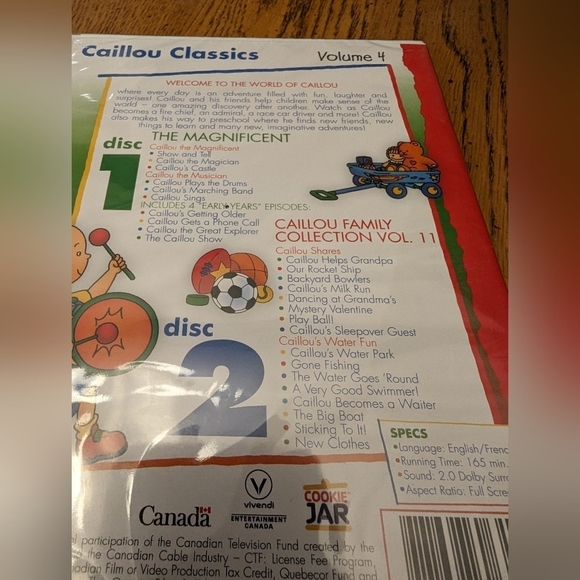 Caillou Classics Volume 4
WELCOME TO THE WORLD OF CAILLOU
where every day is an adventure filled with fun, laughter and
surprises! Caillou and his friends help children make sense of the
world – one amazing discovery after another. Watch as Caillou
becomes a fire chief, an admiral, a race car driver and more! Caillou
also makes his way to preschool where he finds new friends, new
things to learn and many new, imaginative adventures!
disc
1
THE MAGNIFICENT
Caillou the Magnificent
• Show and Tell
• Caillou the Magician
• Caillou's Castle
Caillou the Musician
• Caillou Plays the Drums
• Caillou's Marching Band
• Caillou Sings
INCLUDES 4 "EARLY YEARS" EPISODES:
• Caillou's Getting Older
• Caillou Gets a Phone Call
• Caillou the Great Explorer
• The Caillou Show
disc
2
CAILLOU FAMILY
COLLECTION VOL. 11
Caillou Shares
• Caillou Helps Grandpa
• Our Rocket Ship
• Backyard Bowlers
• Caillou's Milk Run
• Dancing at Grandma's
• Mystery Valentine
• Play Ball!
• Caillou's Sleepover Guest
Caillou's Water Fun
• Caillou's Water Park
• Gone Fishing
• The Water Goes 'Round
• A Very Good Swimmer!
• Caillou Becomes a Waiter
• The Big Boat
• Sticking To It!
• New Clothes
SPECS
• Language: English/Frenc
• Running Time: 165 min.
• Sound: 2.0 Dolby Surro
• Aspect Ratio: Full Scre
Canada
V
vivendi
ENTERTAINMENT
CANADA
COOKIE
JAR
participation of the Canadian Television Fund created by the
the Canadian Cable Industry – CTF: License Fee Program,
adian Film or Video Production Tax Credit, Quebecor Fund and